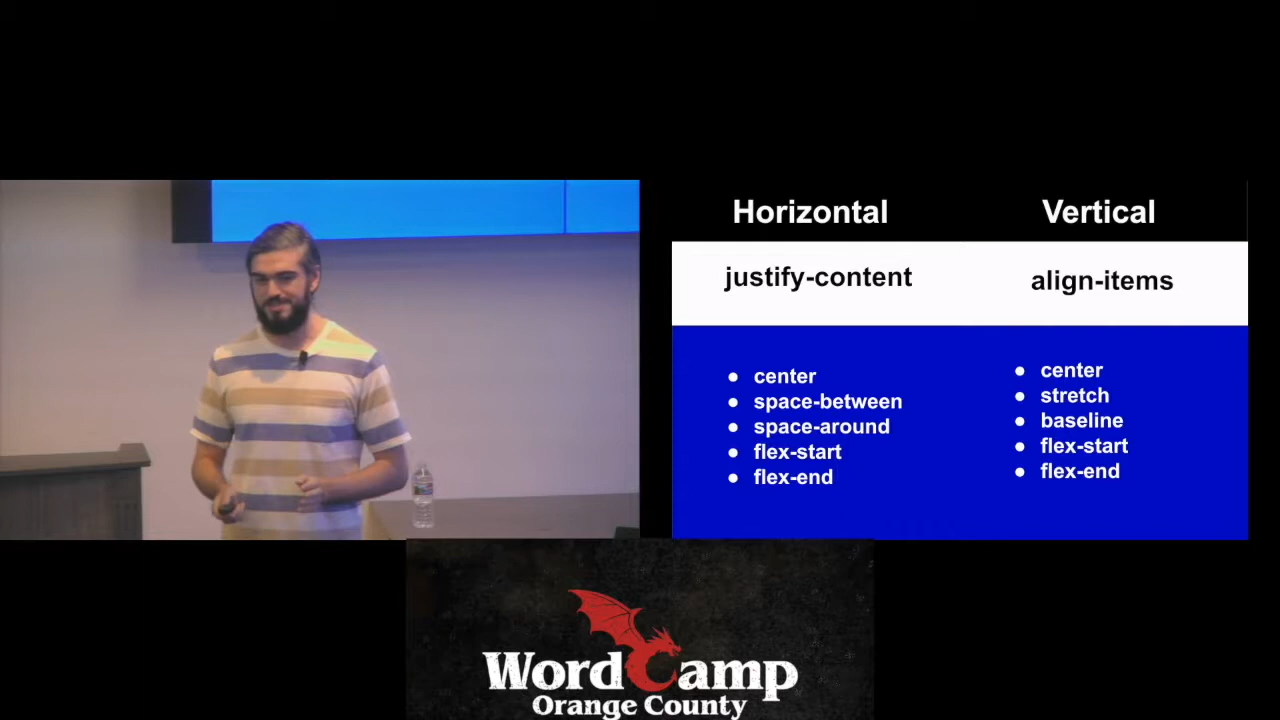 Horizontal
Vertical
justify-content
align-items
● center
● space-between
● space-around
● flex-start
● flex-end
● center
● stretch
● baseline
● flex-start
● flex-end
WordCamp
Orange County